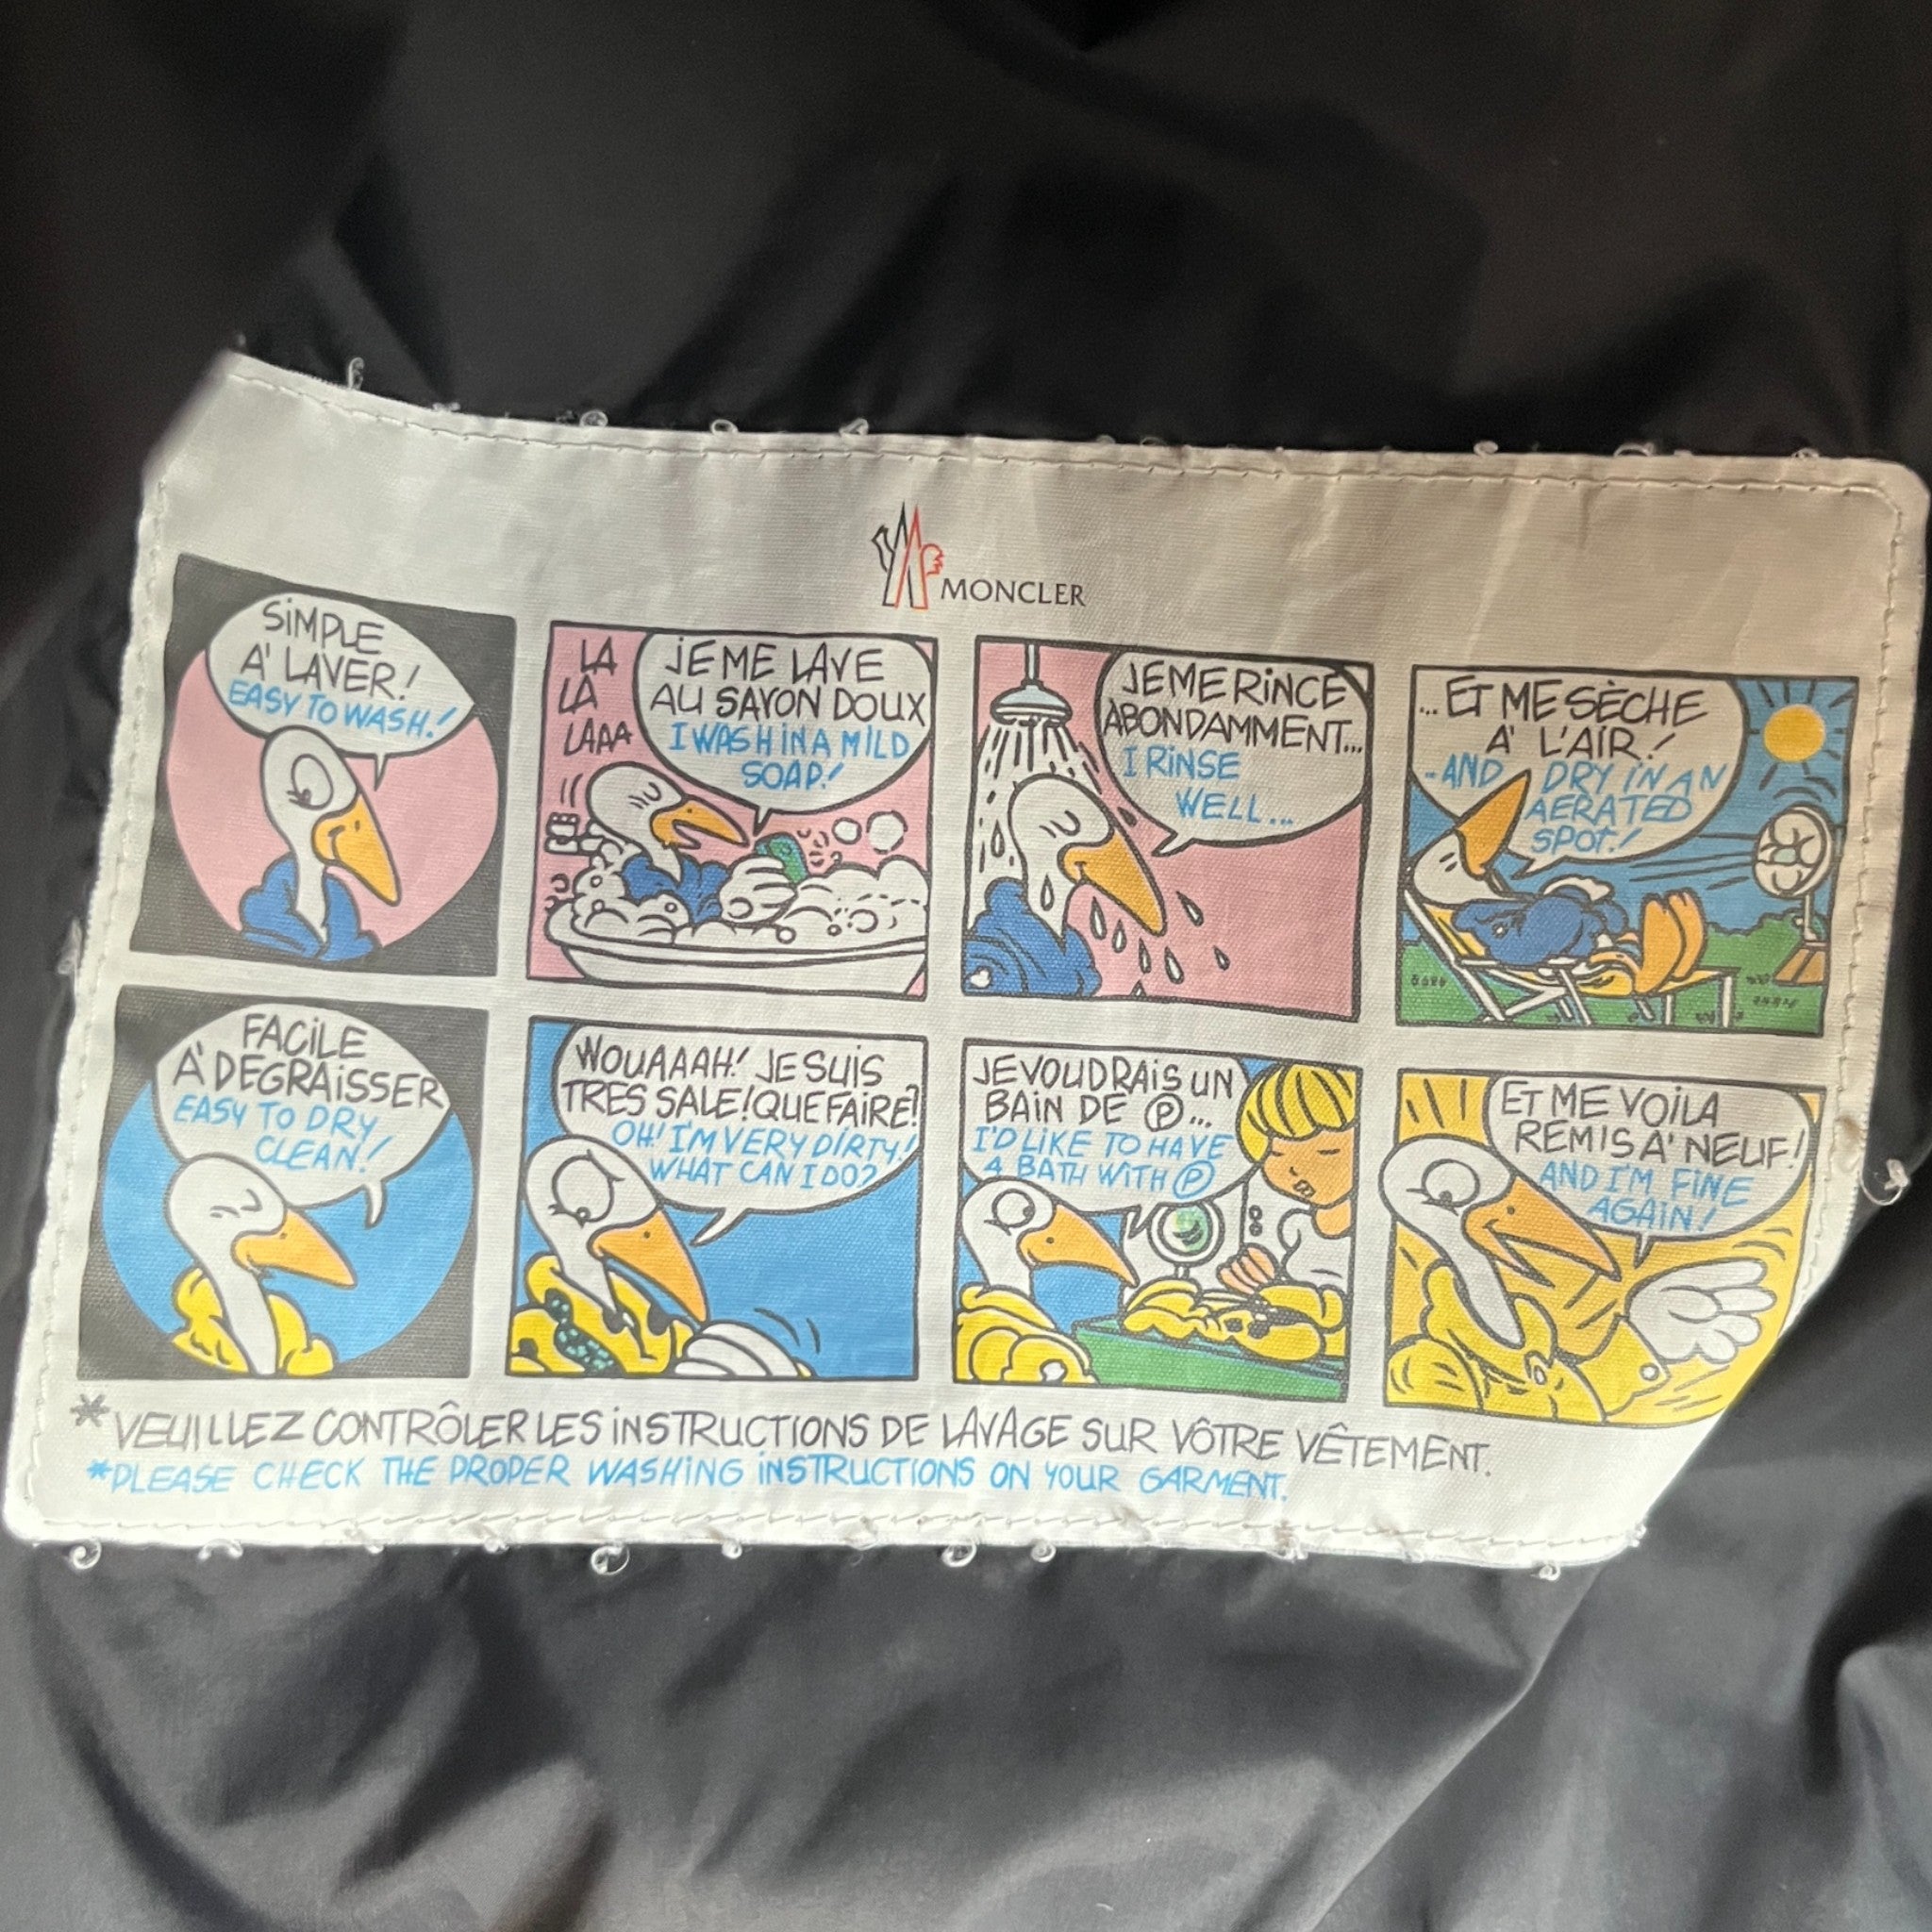 MONCLER
SiMPLE
A' LAVER!
EASY TO WASH!
LA
LA
LAAA
JE ME LAVE
AU SAVON DOUX
I WASH IN A MILD
SOAP!
JE ME RiNCE
ABONDAMMENT...
I RiNSE
WELL...
... ET ME SÈCHE
A' L'AiR!
..AND DRY IN AN
AERATED
SPOT!
FACiLE
A' DEGRAiSSER
EASY TO DRY
CLEAN!
WOUAAAH! JE SUiS
TRES SALE! QUE FAiRE?
OH! I'M VERY DiRTY!
WHAT CAN I DO?
JE VOUDRAiS UN
BAiN DE Ⓟ...
I'D LiKE TO HAVE
A BATH WiTH Ⓟ
ET ME VOiLA
REMIS A' NEUF!
AND I'M FiNE
AGAiN!
*VEUILLEZ CONTRÔLER LES iNSTRUCTIONS DE LAVAGE SUR VÔTRE VÊTEMENT.
*PLEASE CHECK THE PROPER WASHING iNSTRUCTIONS ON YOUR GARMENT.